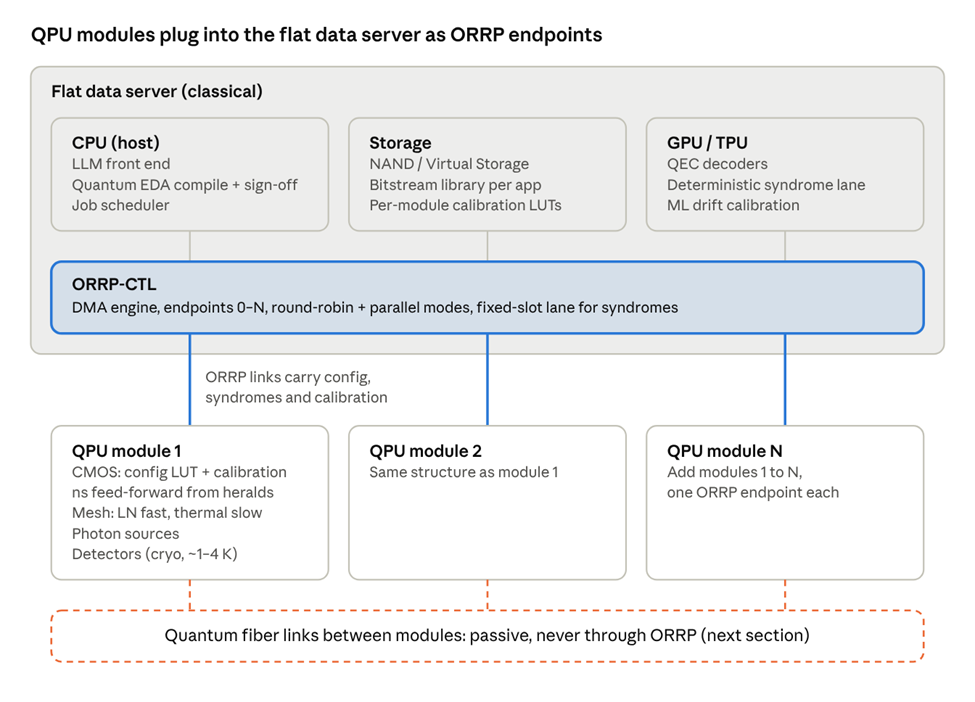 QPU modules plug into the flat data server as ORRP endpoints
Flat data server (classical)
CPU (host)
LLM front end
Quantum EDA compile + sign-off
Job scheduler
Storage
NAND / Virtual Storage
Bitstream library per app
Per-module calibration LUTs
GPU / TPU
QEC decoders
Deterministic syndrome lane
ML drift calibration
ORRP-CTL
DMA engine, endpoints 0–N, round-robin + parallel modes, fixed-slot lane for syndromes
ORRP links carry config,
syndromes and calibration
QPU module 1
CMOS: config LUT + calibration
ns feed-forward from heralds
Mesh: LN fast, thermal slow
Photon sources
Detectors (cryo, ~1–4 K)
QPU module 2
Same structure as module 1
QPU module N
Add modules 1 to N,
one ORRP endpoint each
Quantum fiber links between modules: passive, never through ORRP (next section)